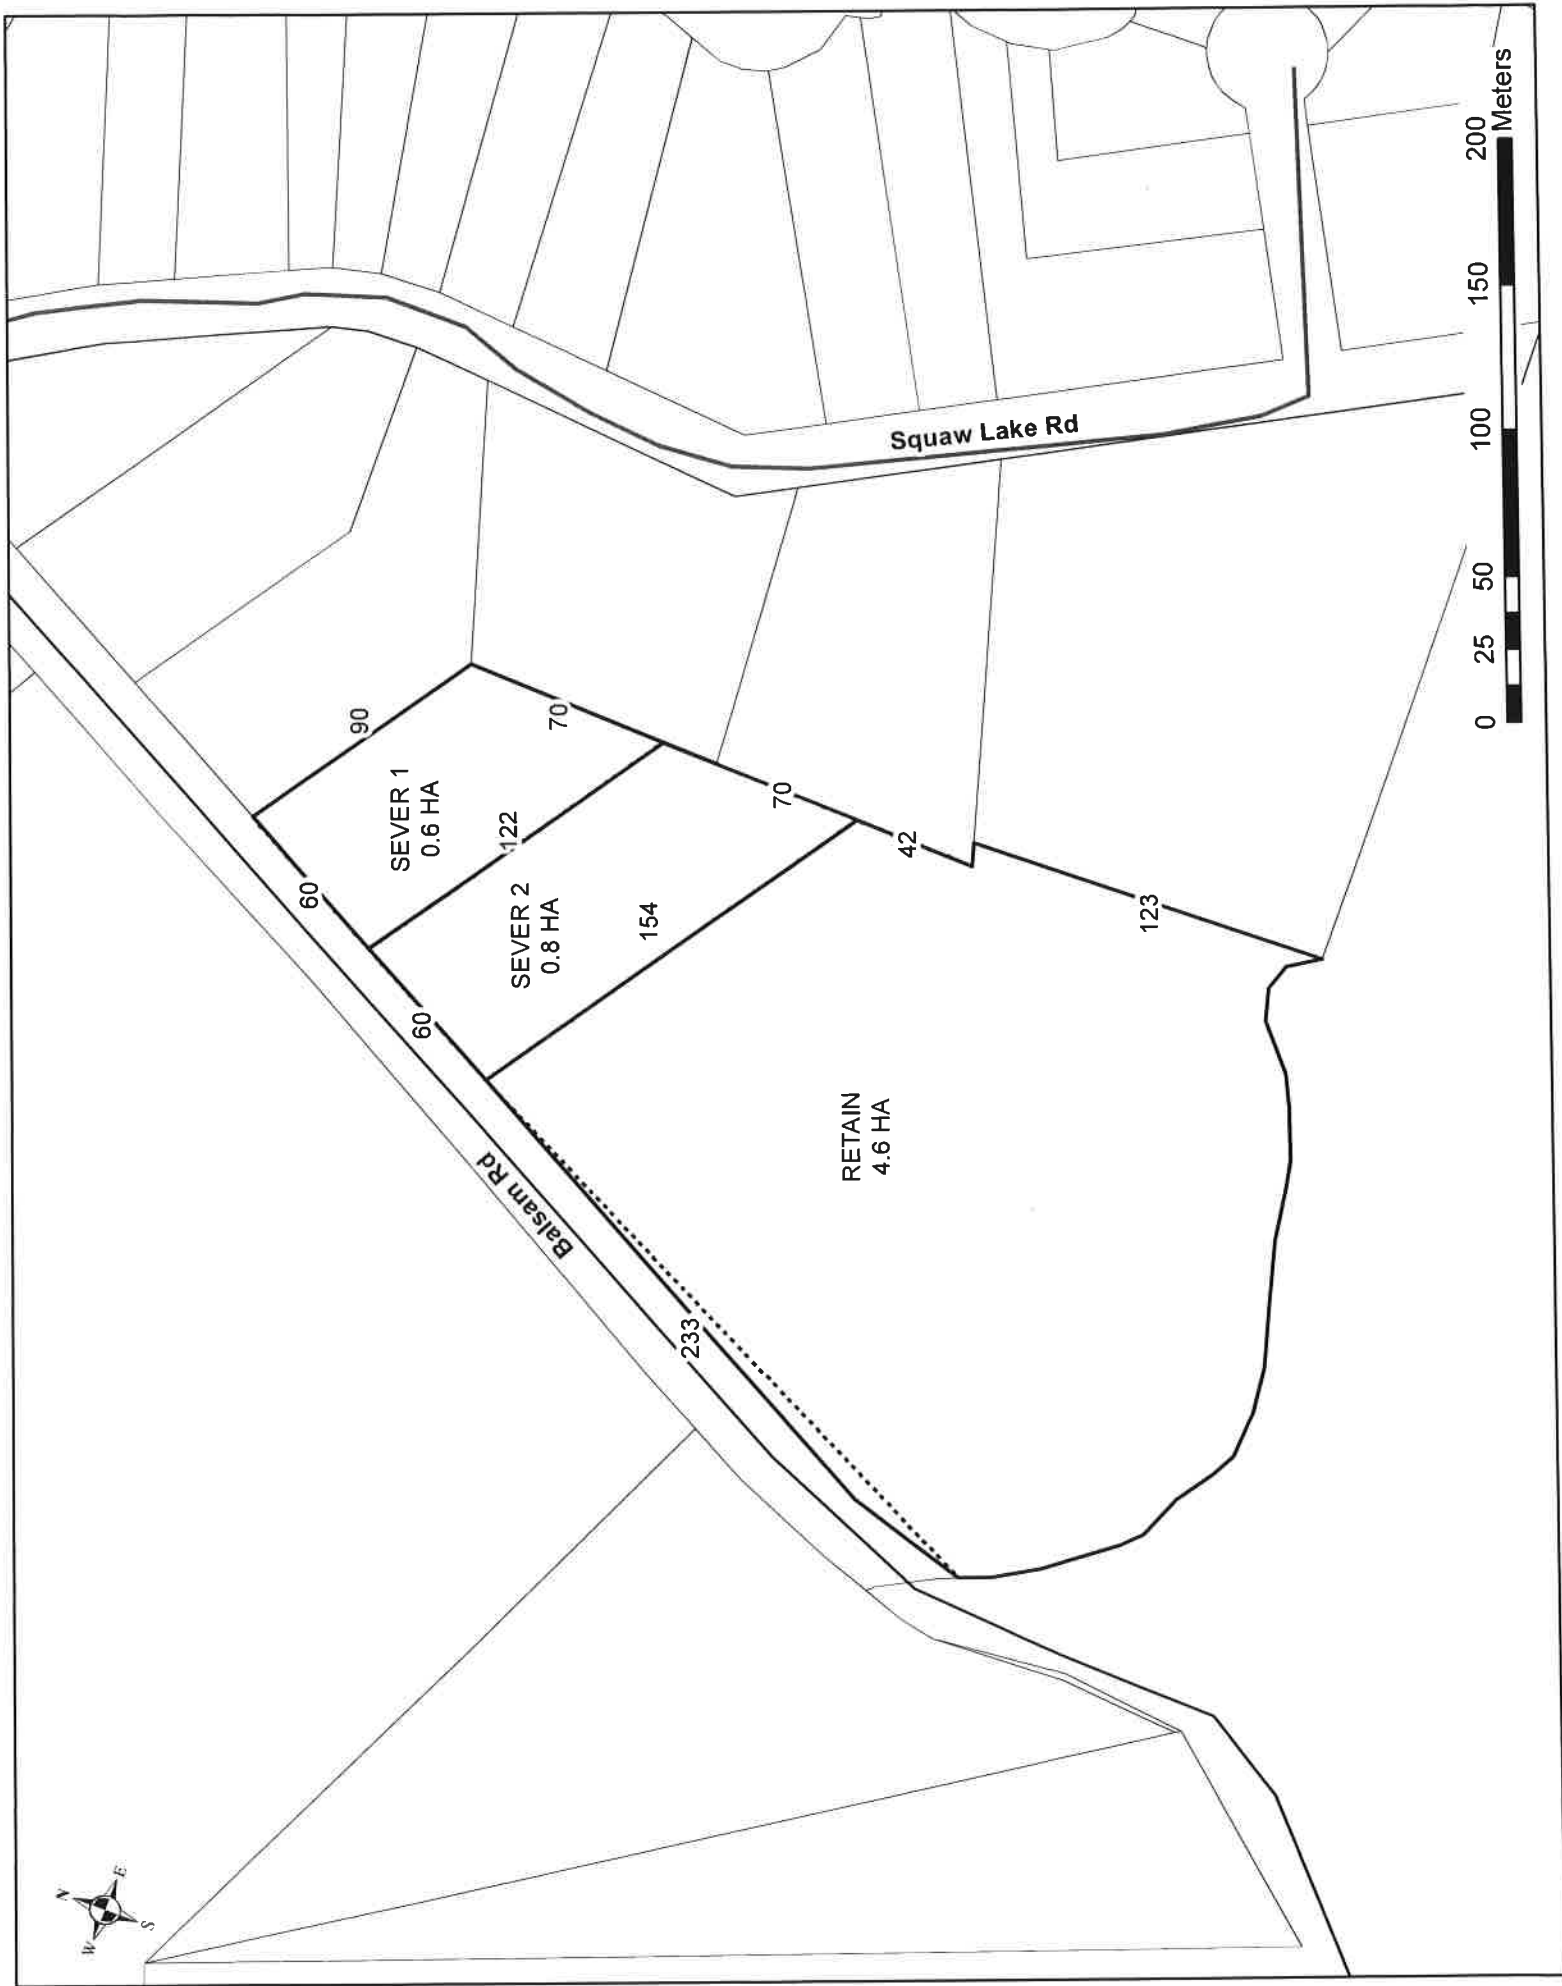 Squaw Lake Rd
Balsam Rd
SEVER 1
0.6 HA
SEVER 2
0.8 HA
RETAIN
4.6 HA
90
70
122
60
60
154
70
42
123
233
0 25 50 100 150 200
Meters
N
E
S
W